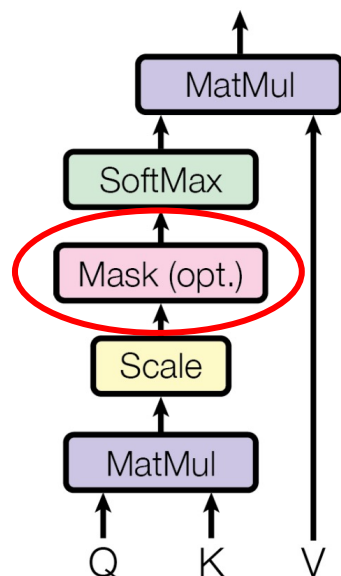 MatMul
SoftMax
Mask (opt.)
Scale
MatMul
Q K V